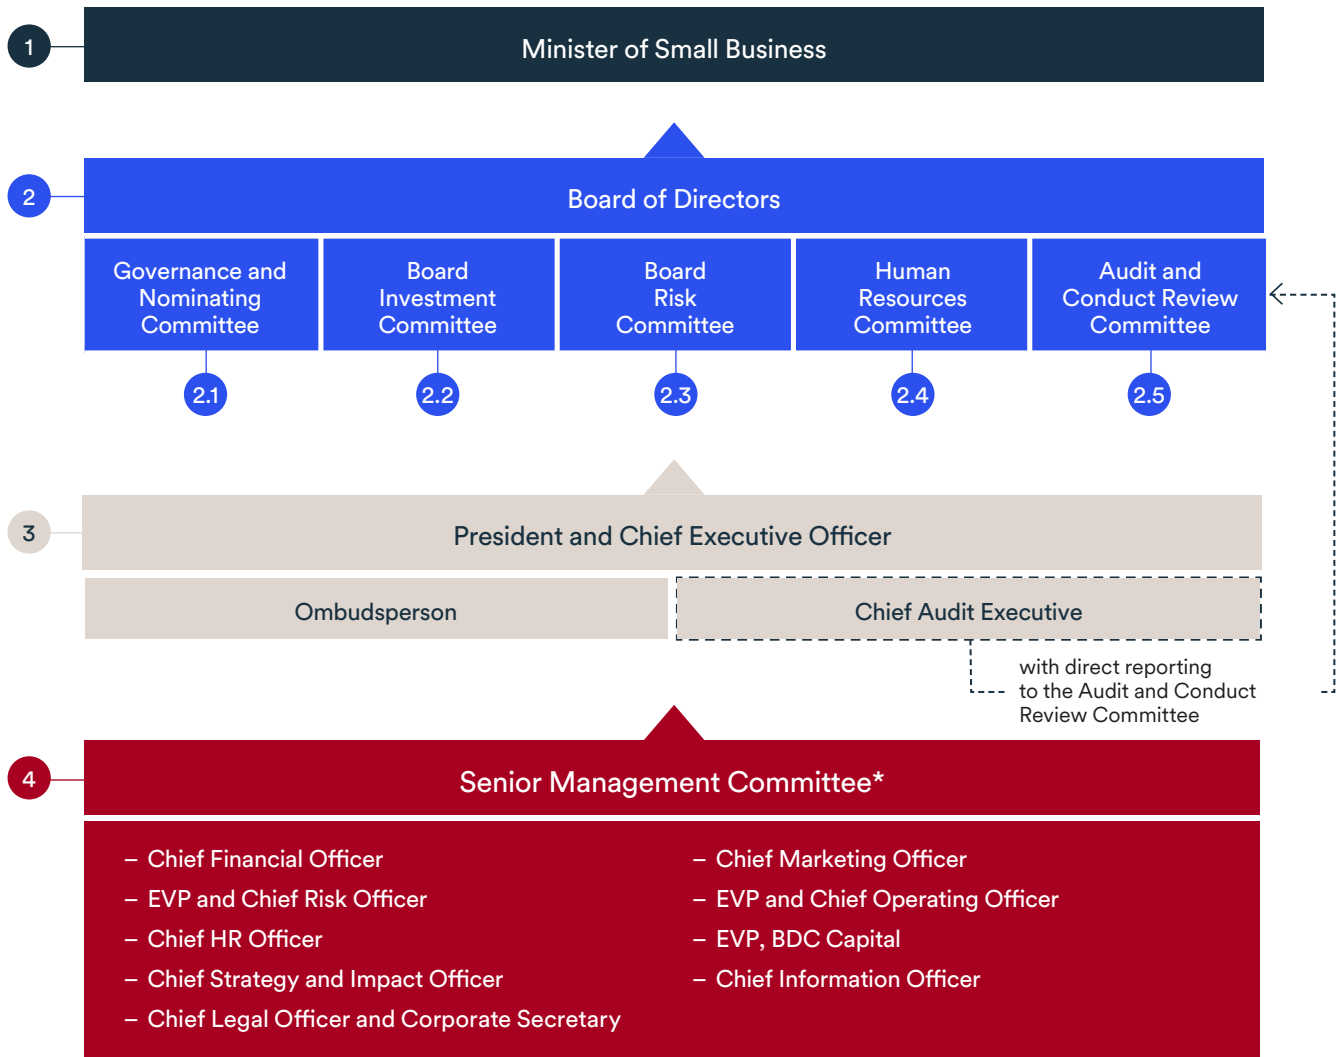 1
Minister of Small Business
2
Board of Directors
Governance and
Nominating
Committee
Board
Investment
Committee
Board
Risk
Committee
Human
Resources
Committee
Audit and
Conduct Review
Committee
2.1
2.2
2.3
2.4
2.5
3
President and Chief Executive Officer
Ombudsperson
Chief Audit Executive
with direct reporting
to the Audit and Conduct
Review Committee
4
Senior Management Committee*
– Chief Financial Officer
– EVP and Chief Risk Officer
– Chief HR Officer
– Chief Strategy and Impact Officer
– Chief Legal Officer and Corporate Secretary
– Chief Marketing Officer
– EVP and Chief Operating Officer
– EVP, BDC Capital
– Chief Information Officer